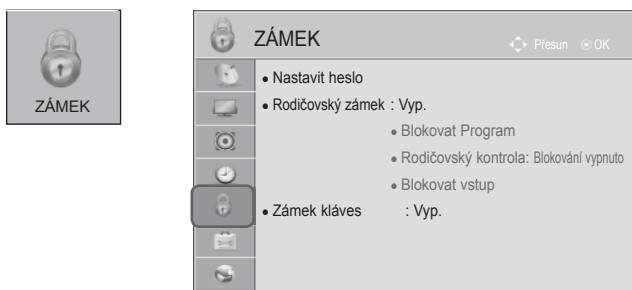 ZÁMEK
ZÁMEK
Přesun OK
• Nastavit heslo
• Rodičovský zámek : Vyp.
• Blokovat Program
• Rodičovský kontrola: Blokování vypnuto
• Blokovat vstup
• Zámek kláves : Vyp.